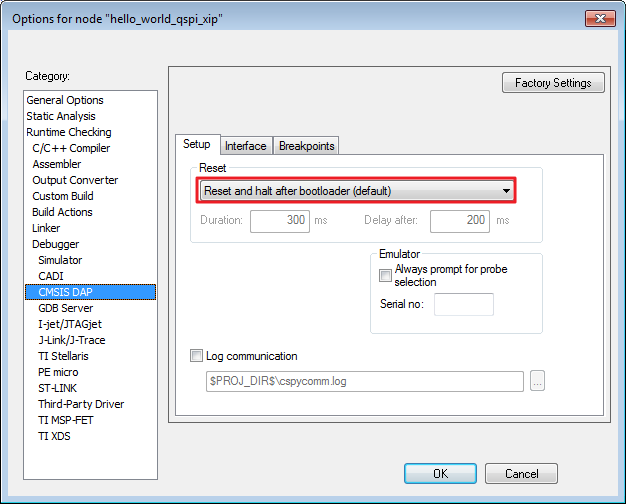 Options for node "hello_world_qspi_xip"
Category:
General Options
Static Analysis
Runtime Checking
C/C++ Compiler
Assembler
Output Converter
Custom Build
Build Actions
Linker
Debugger
Simulator
CADI
CMSIS DAP
GDB Server
I-jet/JTAGjet
J-Link/J-Trace
TI Stellaris
PE micro
ST-LINK
Third-Party Driver
TI MSP-FET
TI XDS
Factory Settings
Setup Interface Breakpoints
Reset
Reset and halt after bootloader (default)
Duration: 300 ms Delay after: 200 ms
Emulator
Always prompt for probe
selection
Serial no:
Log communication
$PROJ_DIR$\cspycomm.log ...
OK Cancel